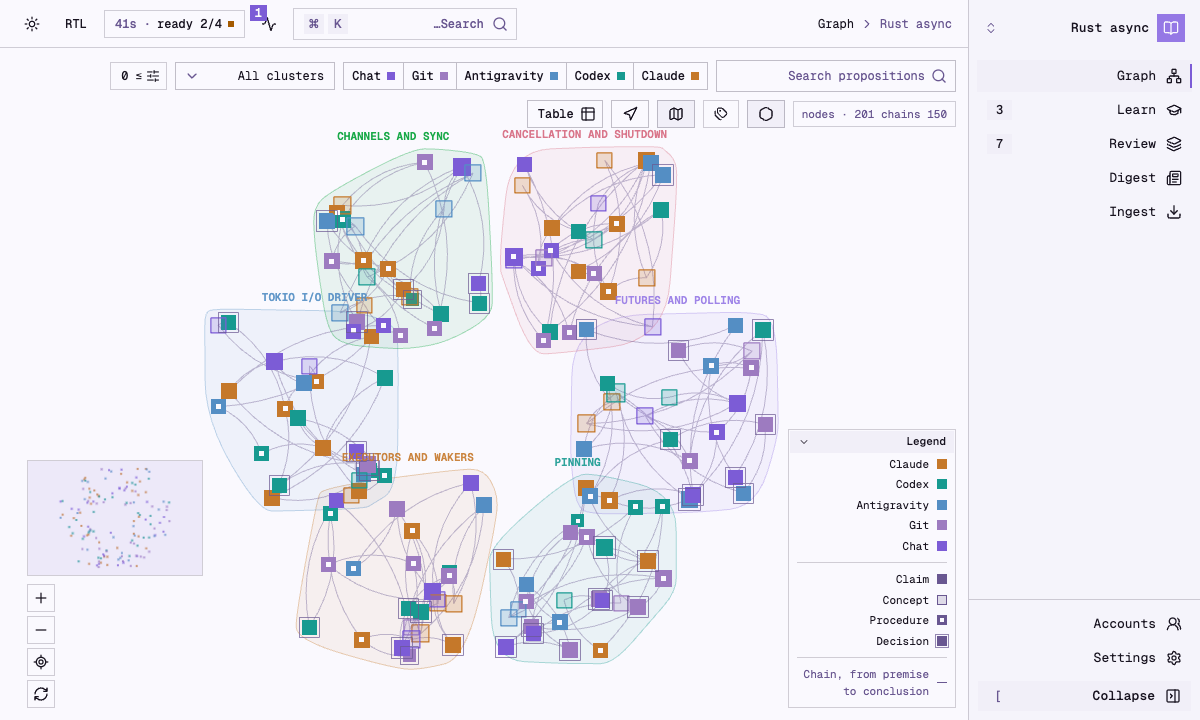 RTL
41s · ready 2/4
1
⌘ K
Search…
Graph > Rust async
Rust async
0 ≤
All clusters
Chat
Git
Antigravity
Codex
Claude
Search propositions
Table
nodes · 201 chains 150
Graph
Learn
3
Review
7
Digest
Ingest
CHANNELS AND SYNC
CANCELLATION AND SHUTDOWN
TOKIO I/O DRIVER
FUTURES AND POLLING
EXECUTORS AND WAKERS
PINNING
Legend
Claude
Codex
Antigravity
Git
Chat
Claim
Concept
Procedure
Decision
Chain, from premise
to conclusion
Accounts
Settings
Collapse
[